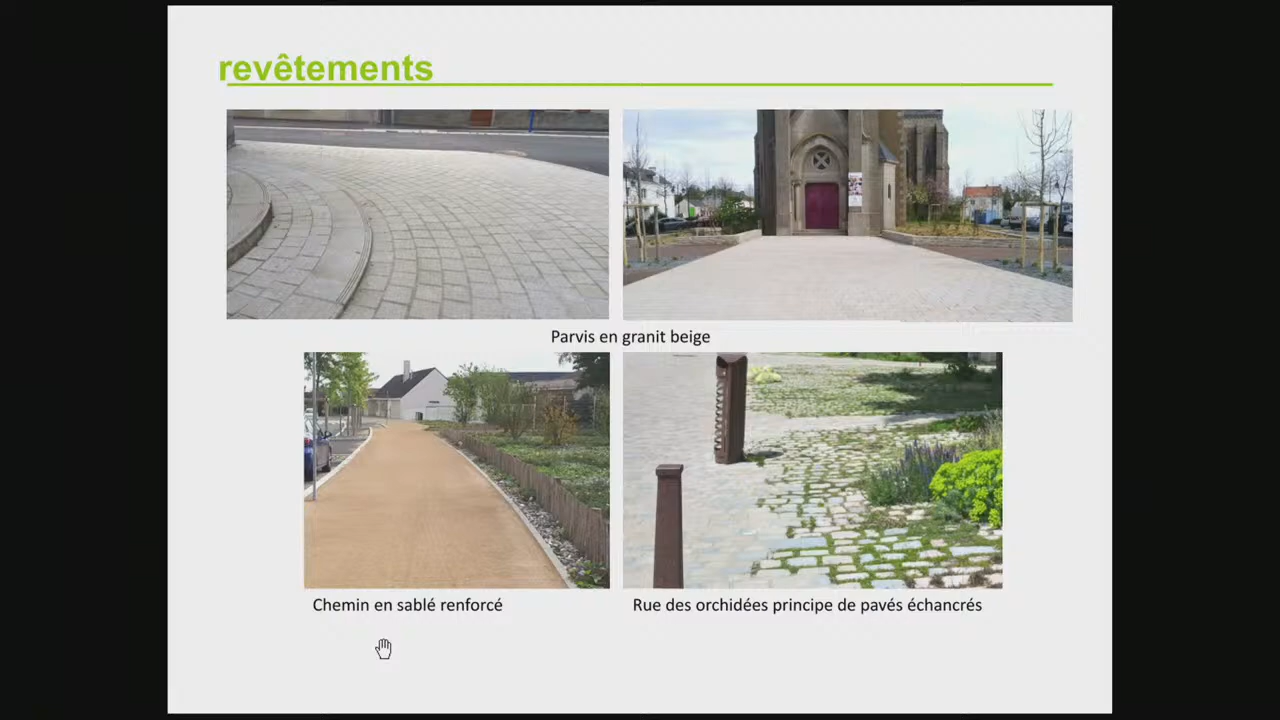 revêtements
Parvis en granit beige
Chemin en sablé renforcé
Rue des orchidées principe de pavés échancrés